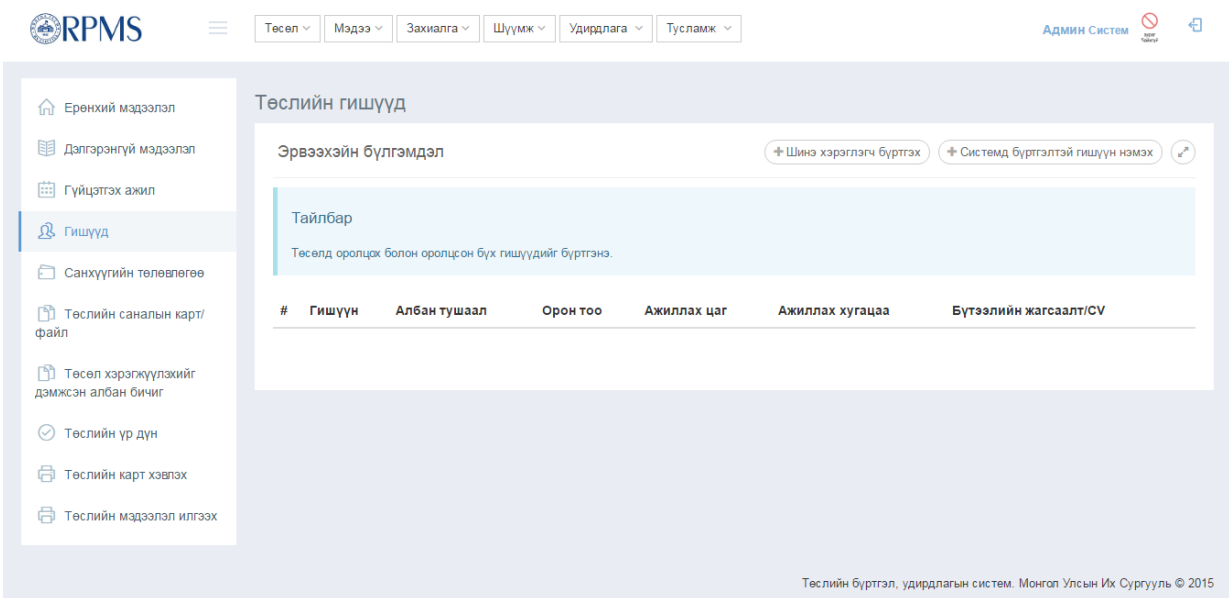 RPMS
Төсөл
Мэдээ
Захиалга
Шүүмж
Удирдлага
Тусламж
Админ Систем
Ерөнхий мэдээлэл
Дэлгэрэнгүй мэдээлэл
Гүйцэтгэх ажил
Гишүүд
Санхүүгийн төлөвлөгөө
Төслийн саналын карт/
файл
Төсөл хэрэгжүүлэхийг
дэмжсэн албан бичиг
Төслийн үр дүн
Төслийн карт хэвлэх
Төслийн мэдээлэл илгээх
Төслийн гишүүд
Эрвээхэйн бүлгэмдэл
+ Шинэ хэрэглэгч бүртгэх
+ Системд бүртгэлтэй гишүүн нэмэх
Тайлбар
Төсөлд оролцох болон оролцсон бүх гишүүдийг бүртгэнэ.
# Гишүүн Албан тушаал Орон тоо Ажиллах цаг Ажиллах хугацаа Бүтээлийн жагсаалт/CV
Төслийн бүртгэл, удирдлагын систем. Монгол Улсын Их Сургууль © 2015